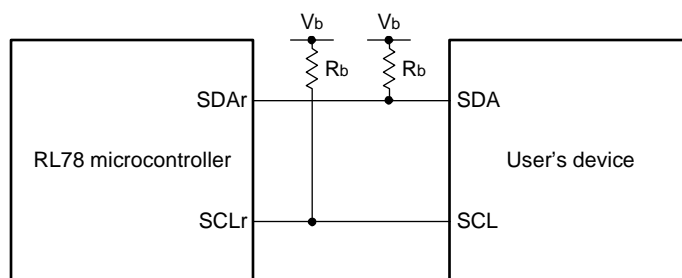 Vb
Vb
Rb
Rb
SDAr
SDA
RL78 microcontroller
User's device
SCLr
SCL